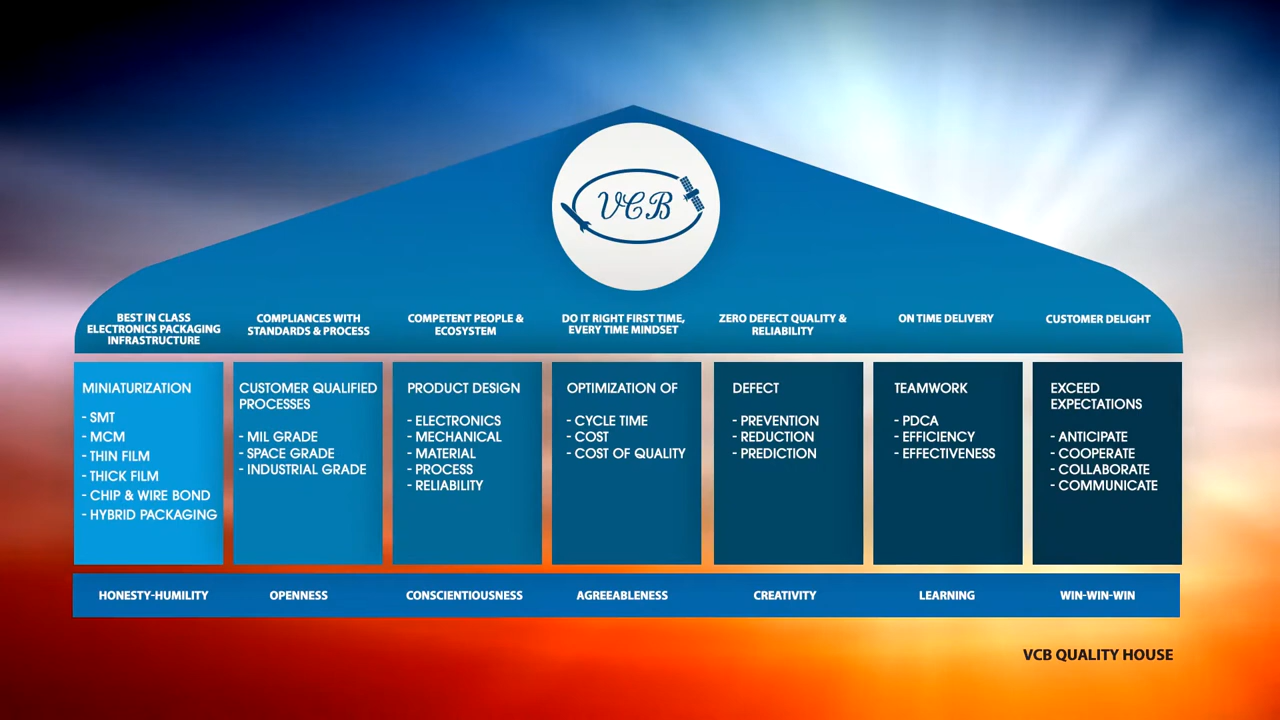 VCB
BEST IN CLASS
ELECTRONICS PACKAGING
INFRASTRUCTURE
COMPLIANCES WITH
STANDARDS & PROCESS
COMPETENT PEOPLE &
ECOSYSTEM
DO IT RIGHT FIRST TIME,
EVERY TIME MINDSET
ZERO DEFECT QUALITY &
RELIABILITY
ON TIME DELIVERY
CUSTOMER DELIGHT
MINIATURIZATION
- SMT
- MCM
- THIN FILM
- THICK FILM
- CHIP & WIRE BOND
- HYBRID PACKAGING
CUSTOMER QUALIFIED
PROCESSES
- MIL GRADE
- SPACE GRADE
- INDUSTRIAL GRADE
PRODUCT DESIGN
- ELECTRONICS
- MECHANICAL
- MATERIAL
- PROCESS
- RELIABILITY
OPTIMIZATION OF
- CYCLE TIME
- COST
- COST OF QUALITY
DEFECT
- PREVENTION
- REDUCTION
- PREDICTION
TEAMWORK
- PDCA
- EFFICIENCY
- EFFECTIVENESS
EXCEED
EXPECTATIONS
- ANTICIPATE
- COOPERATE
- COLLABORATE
- COMMUNICATE
HONESTY-HUMILITY
OPENNESS
CONSCIENTIOUSNESS
AGREEABLENESS
CREATIVITY
LEARNING
WIN-WIN-WIN
VCB QUALITY HOUSE